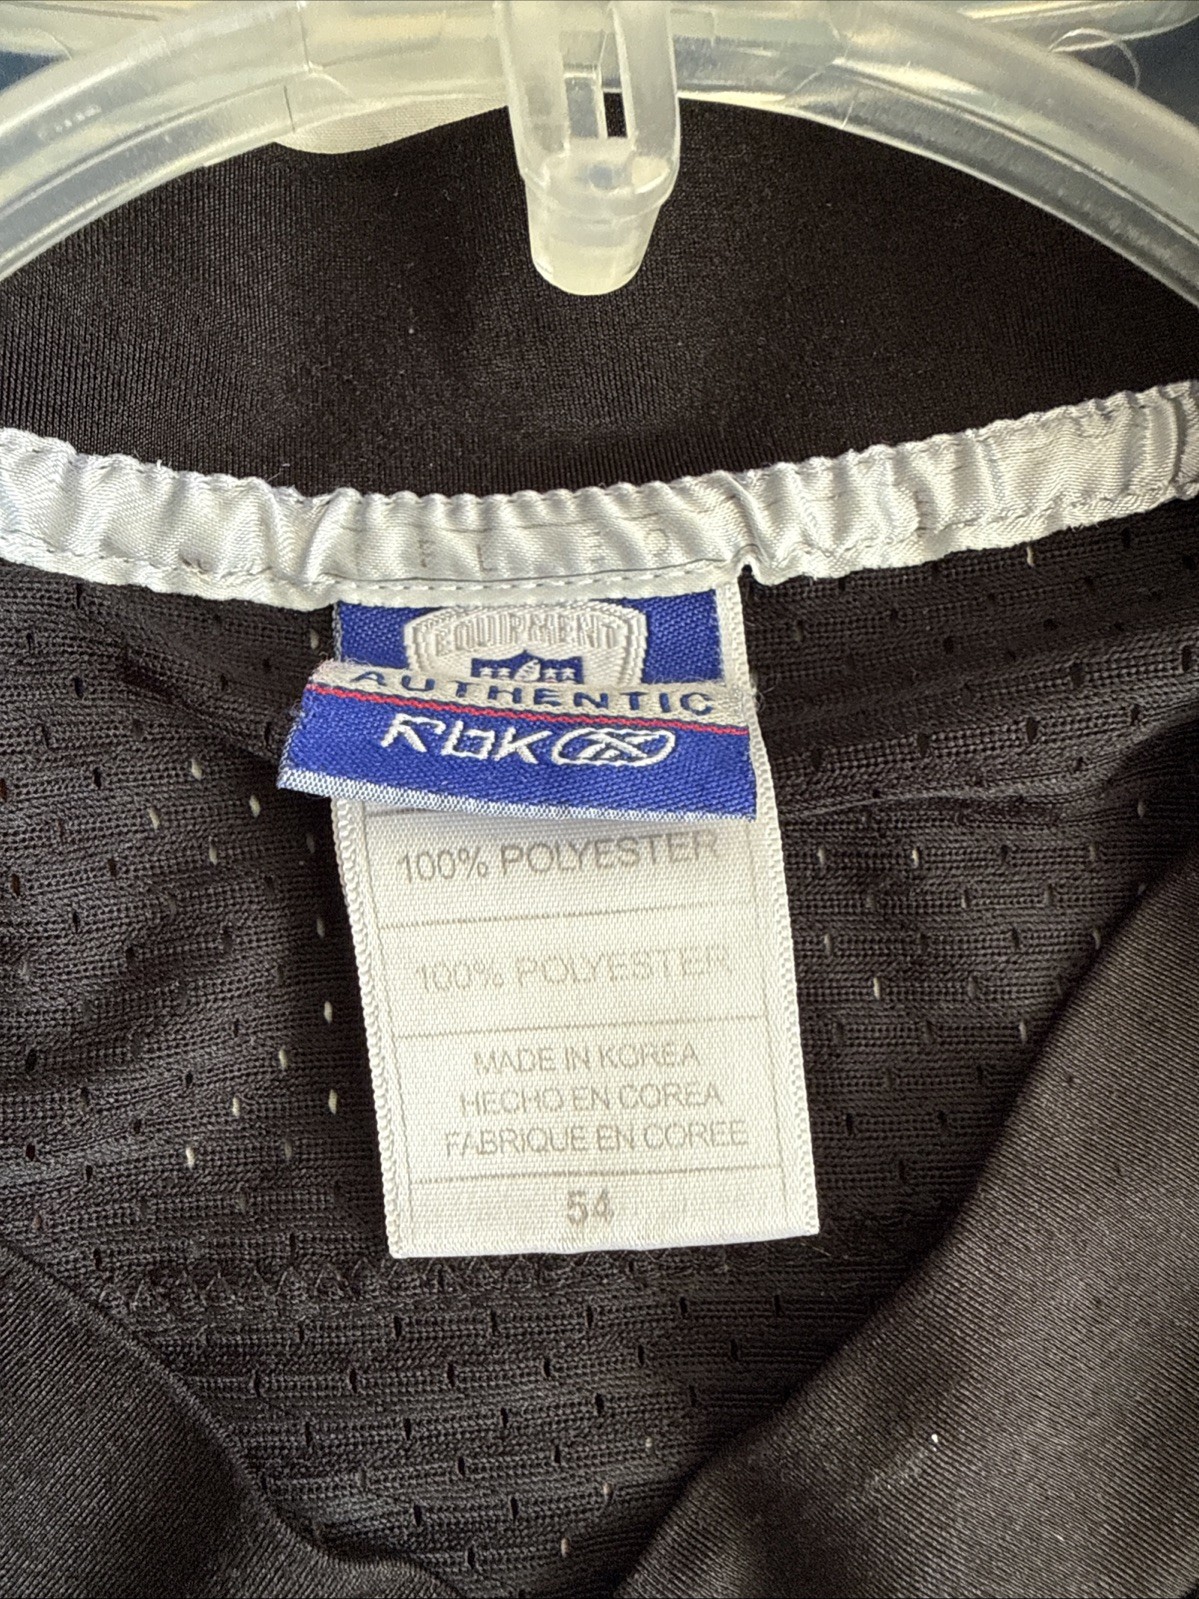 EQUIPMENT
AUTHENTIC
RbK
100% POLYESTER
100% POLYESTER
MADE IN KOREA
HECHO EN COREA
FABRIQUE EN COREE
54